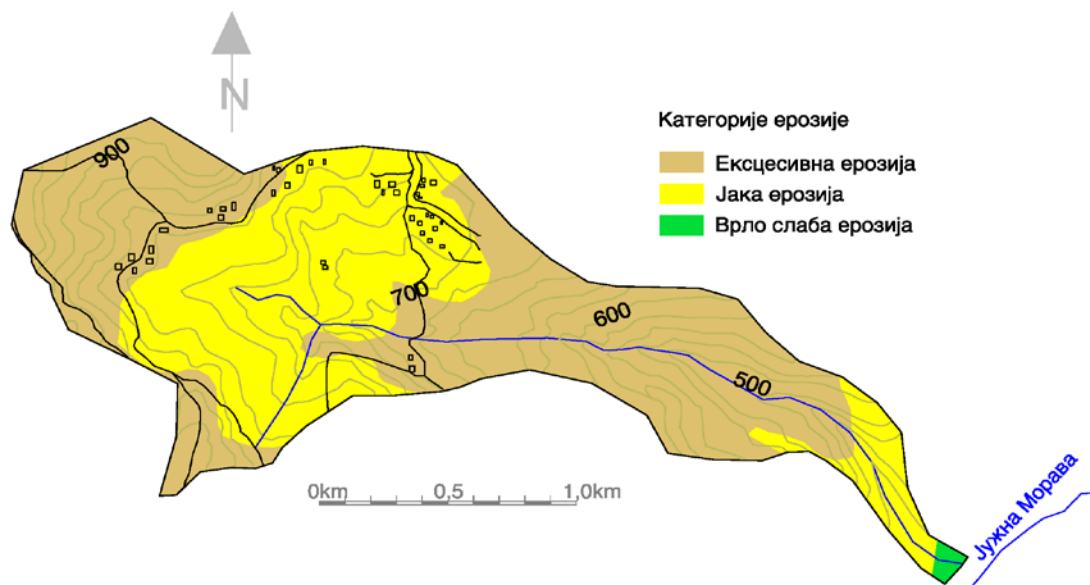 N
Категорије ерозије
Ексцесивна ерозија
Јака ерозија
Врло слаба ерозија
900
700
600
500
0km 0,5 1,0km
Јужна Морава